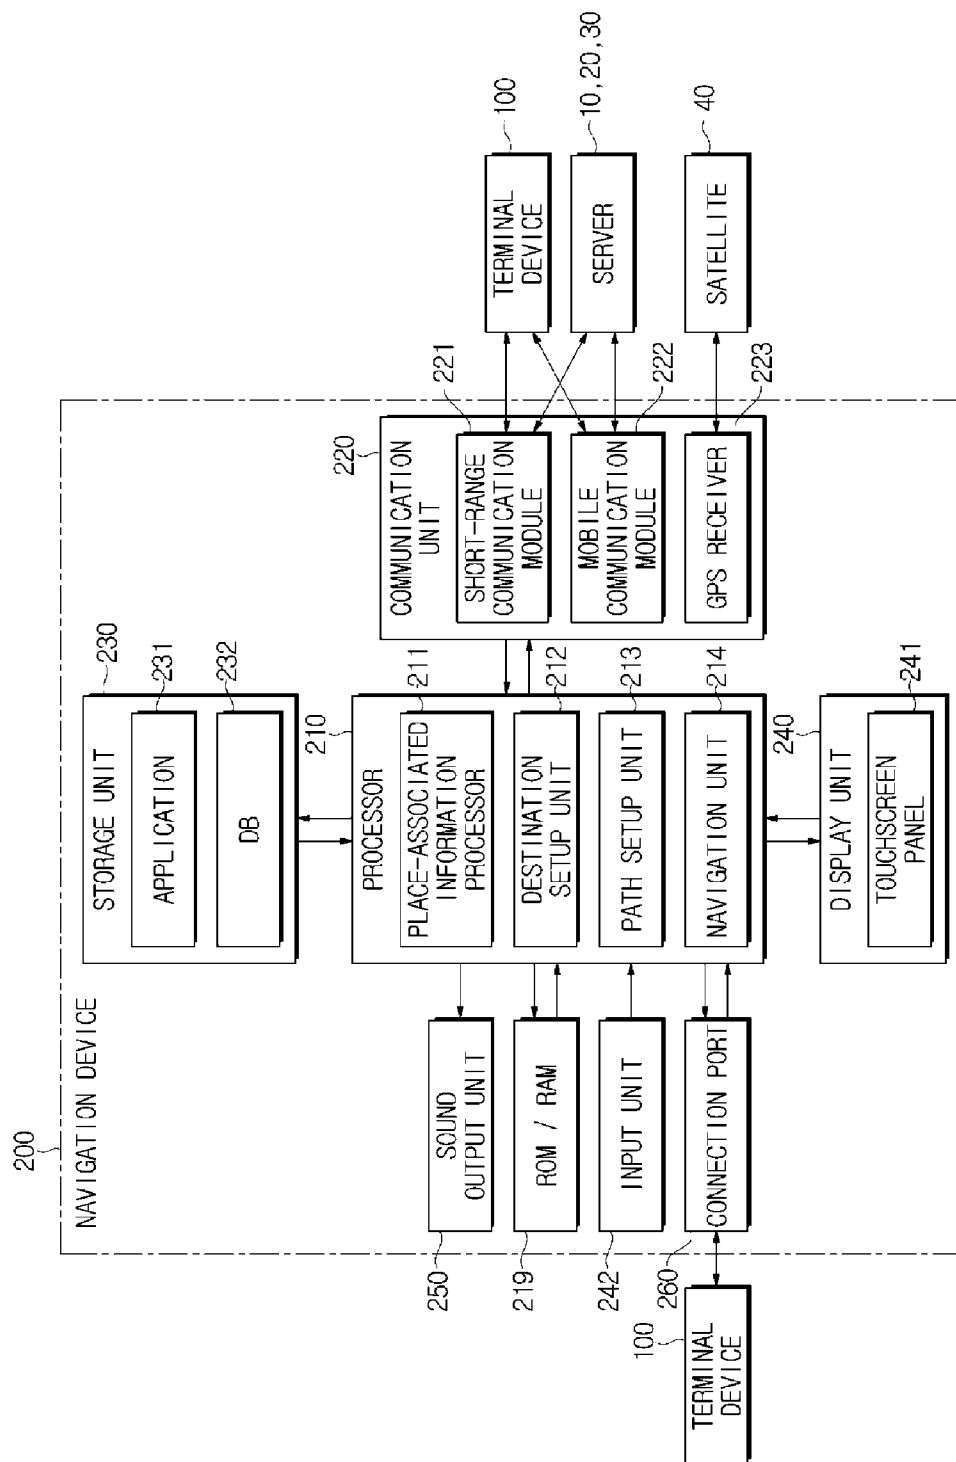 200
NAVIGATION DEVICE
STORAGE UNIT
230
APPLICATION
231
DB
232
SOUND
OUTPUT UNIT
250
ROM / RAM
219
INPUT UNIT
242
CONNECTION PORT
260
TERMINAL
DEVICE
100
PROCESSOR
210
PLACE-ASSOCIATED
INFORMATION
PROCESSOR
211
DESTINATION
SETUP UNIT
212
PATH SETUP UNIT
213
NAVIGATION UNIT
214
COMMUNICATION
UNIT
220
SHORT-RANGE
COMMUNICATION
MODULE
221
MOBILE
COMMUNICATION
MODULE
222
GPS RECEIVER
223
TERMINAL
DEVICE
100
SERVER
10,20,30
SATELLITE
40
DISPLAY UNIT
240
TOUCHSCREEN
PANEL
241